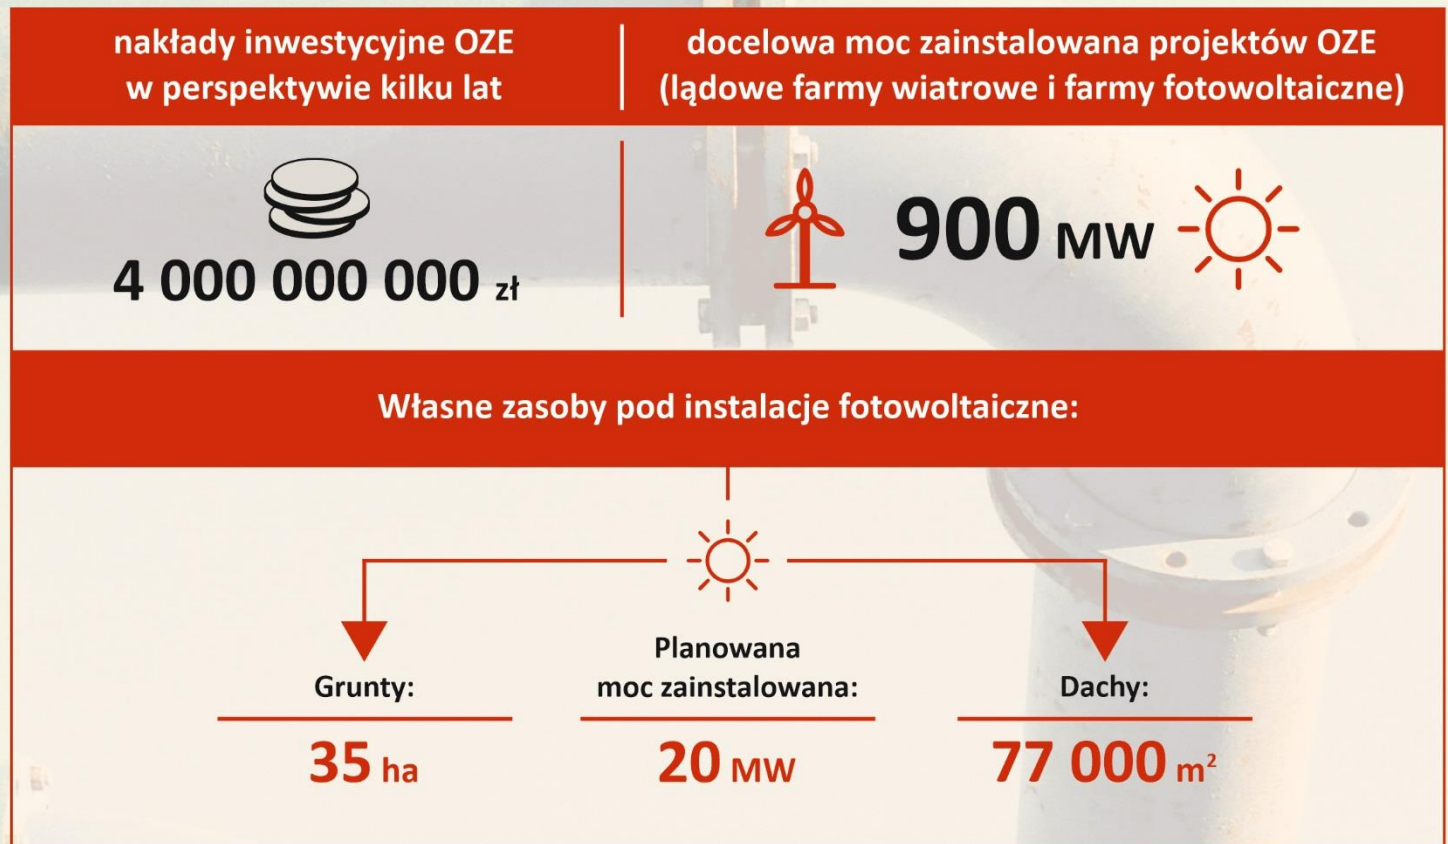 nakłady inwestycyjne OZE
w perspektywie kilku lat
docelowa moc zainstalowana projektów OZE
(lądowe farmy wiatrowe i farmy fotowoltaiczne)
4 000 000 000 zł
900 MW
Własne zasoby pod instalacje fotowoltaiczne:
Grunty:
35 ha
Planowana
moc zainstalowana:
20 MW
Dachy:
77 000 m²